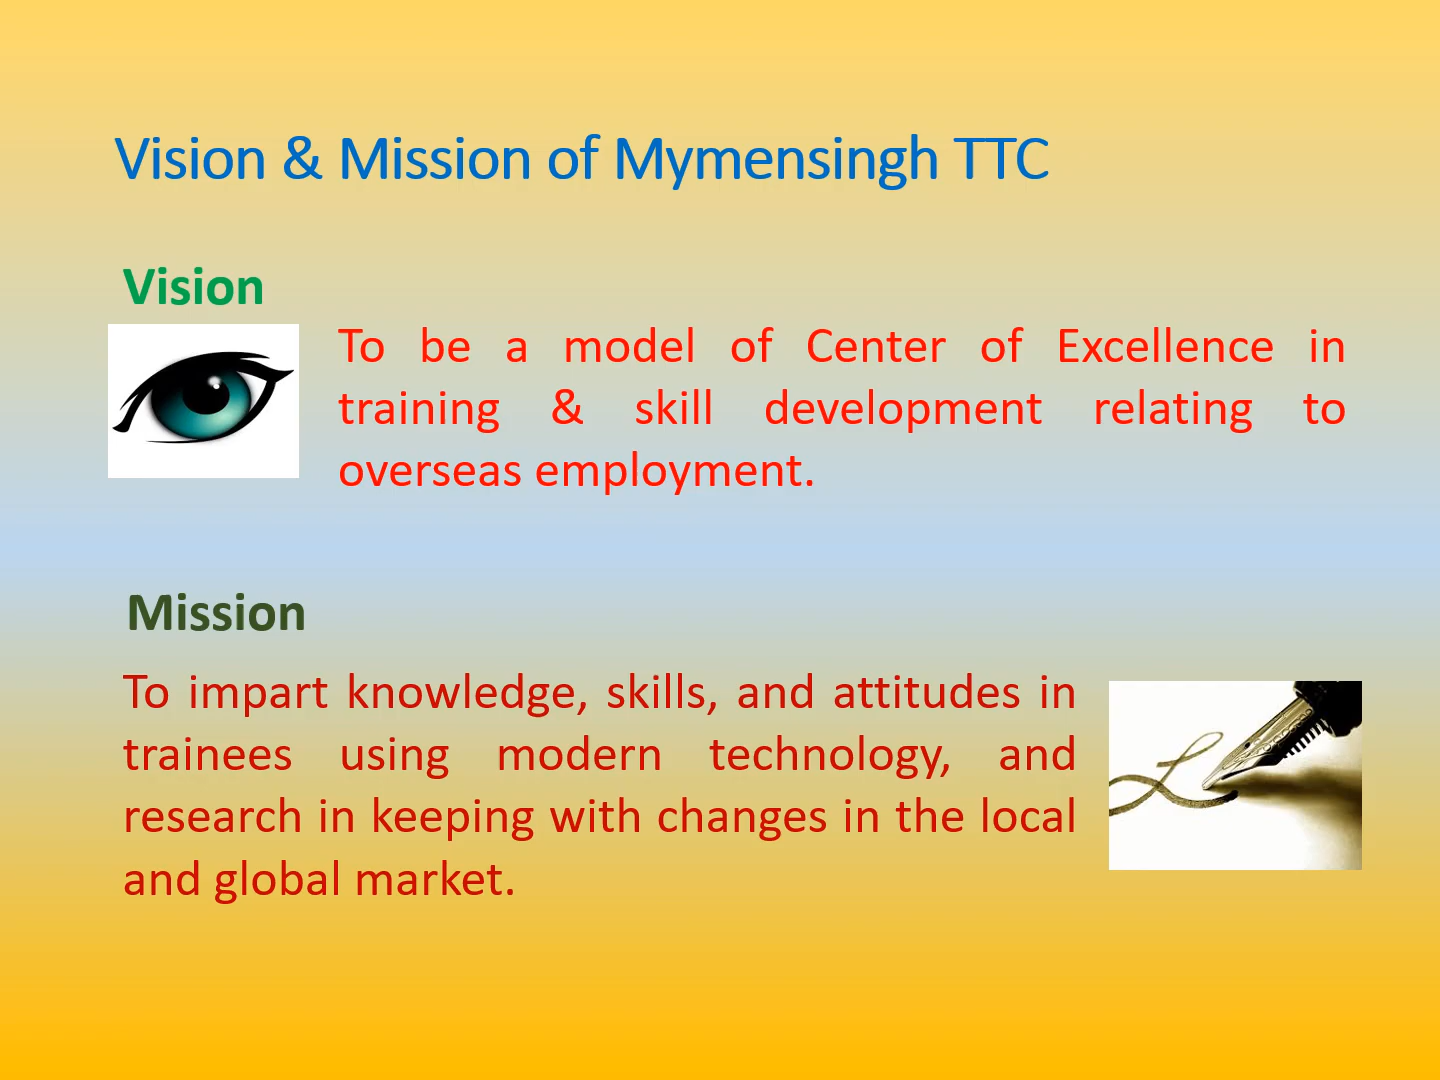 Vision & Mission of Mymensingh TTC
Vision
To be a model of Center of Excellence in
training & skill development relating to
overseas employment.
Mission
To impart knowledge, skills, and attitudes in
trainees using modern technology, and
research in keeping with changes in the local
and global market.